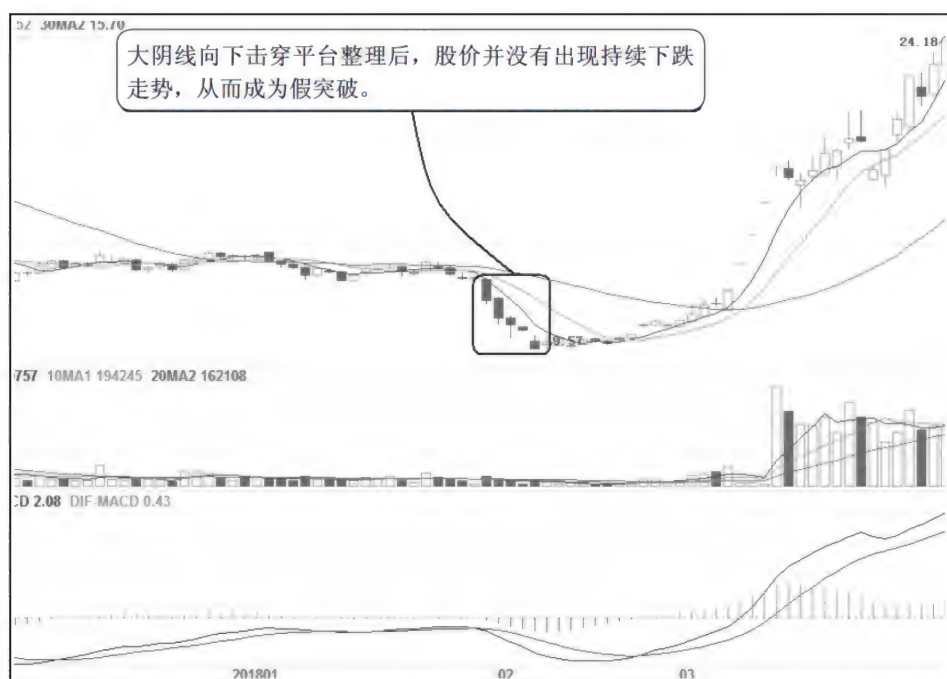 30MA2 15.70
大阴线向下击穿平台整理后，股价并没有出现持续下跌
走势，从而成为假突破。
24.18
9.57
757 10MA1 194245 20MA2 162108
CD 2.08 DIF-MACD 0.43
201801 02 03